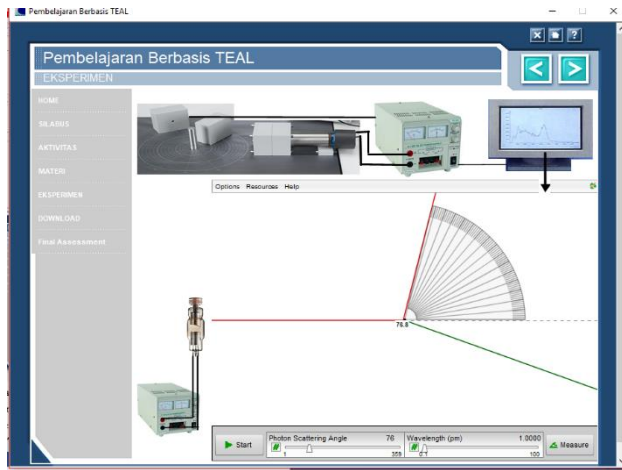 Pembelajaran Berbasis TEAL
Pembelajaran Berbasis TEAL
EKSPERIMEN
HOME
SILABUS
AKTIVITAS
MATERI
EKSPERIMEN
DOWNLOAD
Final Assessment
Options Resources Help
76.8
Start
Photon Scattering Angle 76
1 359
Wavelength (pm) 1.0000
0.1 100
Measure